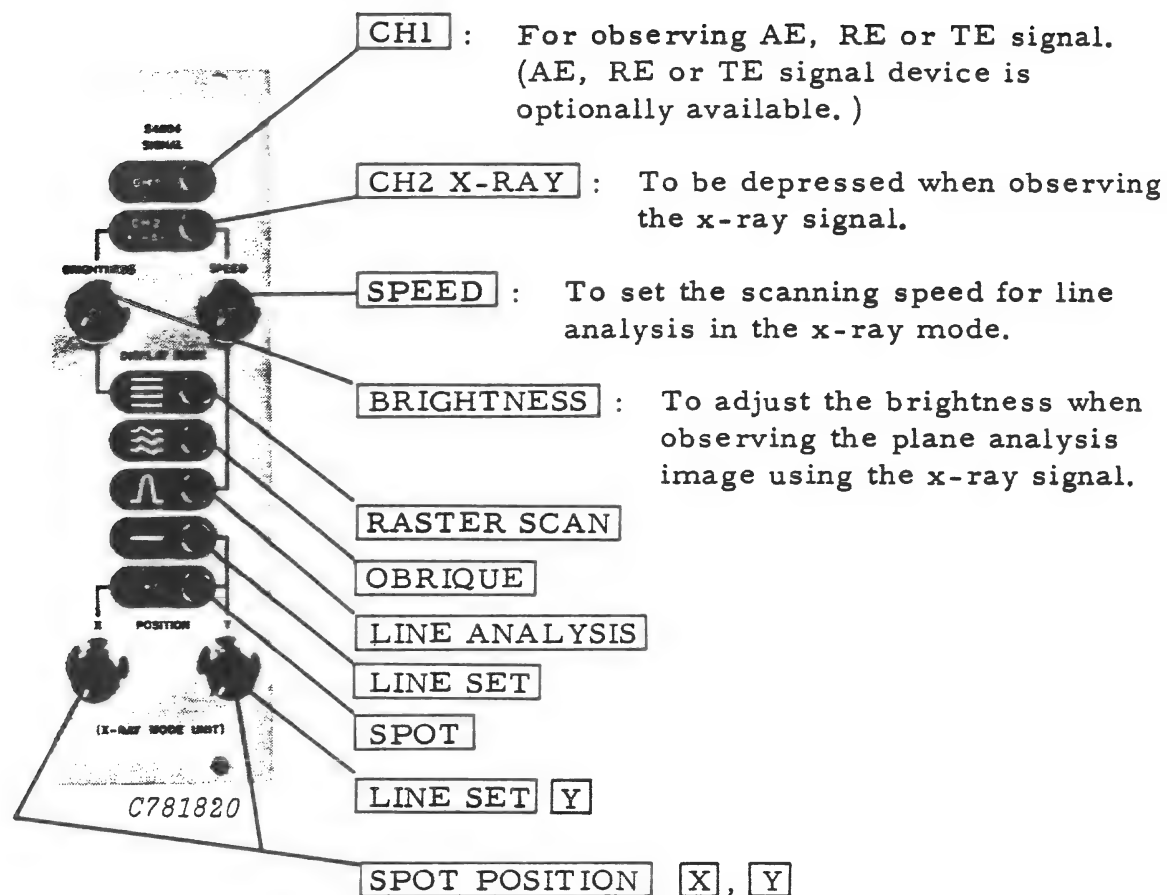 CH1 : For observing AE, RE or TE signal.
(AE, RE or TE signal device is
optionally available. )
SIGNAL
CH2 X-RAY : To be depressed when observing
the x-ray signal.
CH2
BRIGHTNESS SPEED
SPEED : To set the scanning speed for line
analysis in the x-ray mode.
BRIGHTNESS : To adjust the brightness when
observing the plane analysis
image using the x-ray signal.
RASTER SCAN
OBRIQUE
LINE ANALYSIS
LINE SET
SPOT
X POSITION Y
(X-RAY MODE UNIT)
LINE SET Y
C781820
SPOT POSITION X, Y